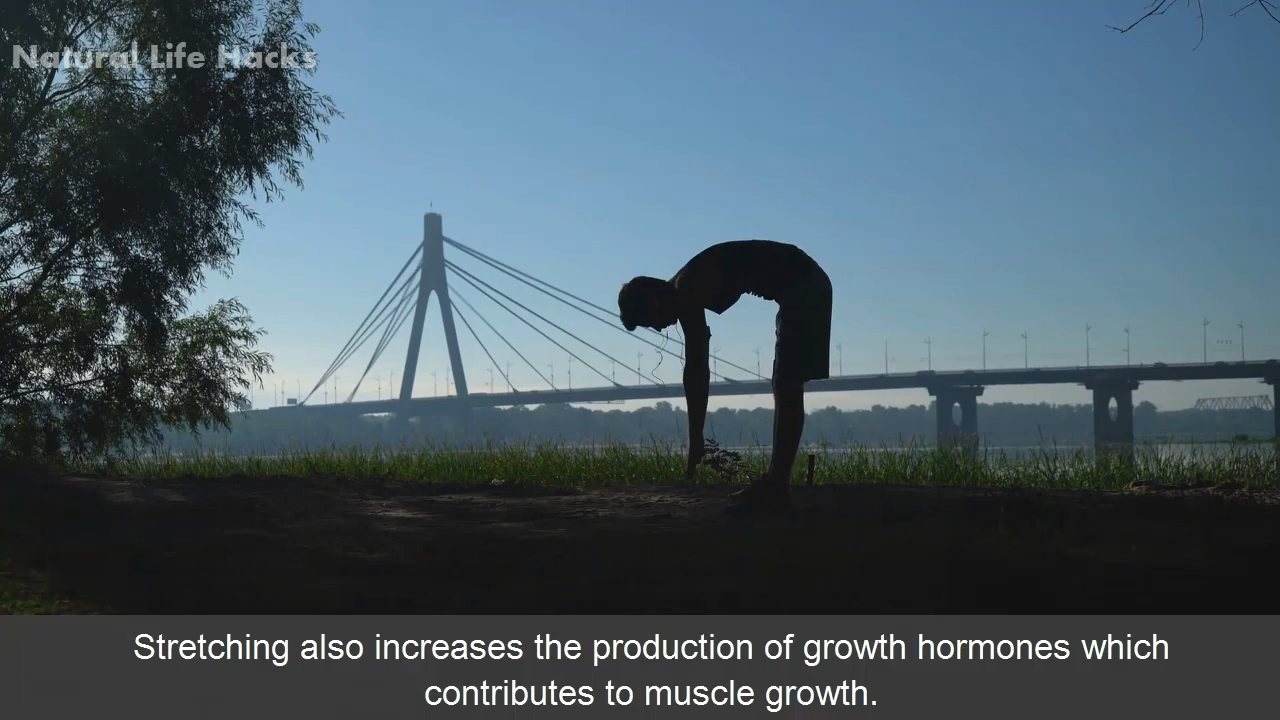 Natural Life Hacks
Stretching also increases the production of growth hormones which
contributes to muscle growth.